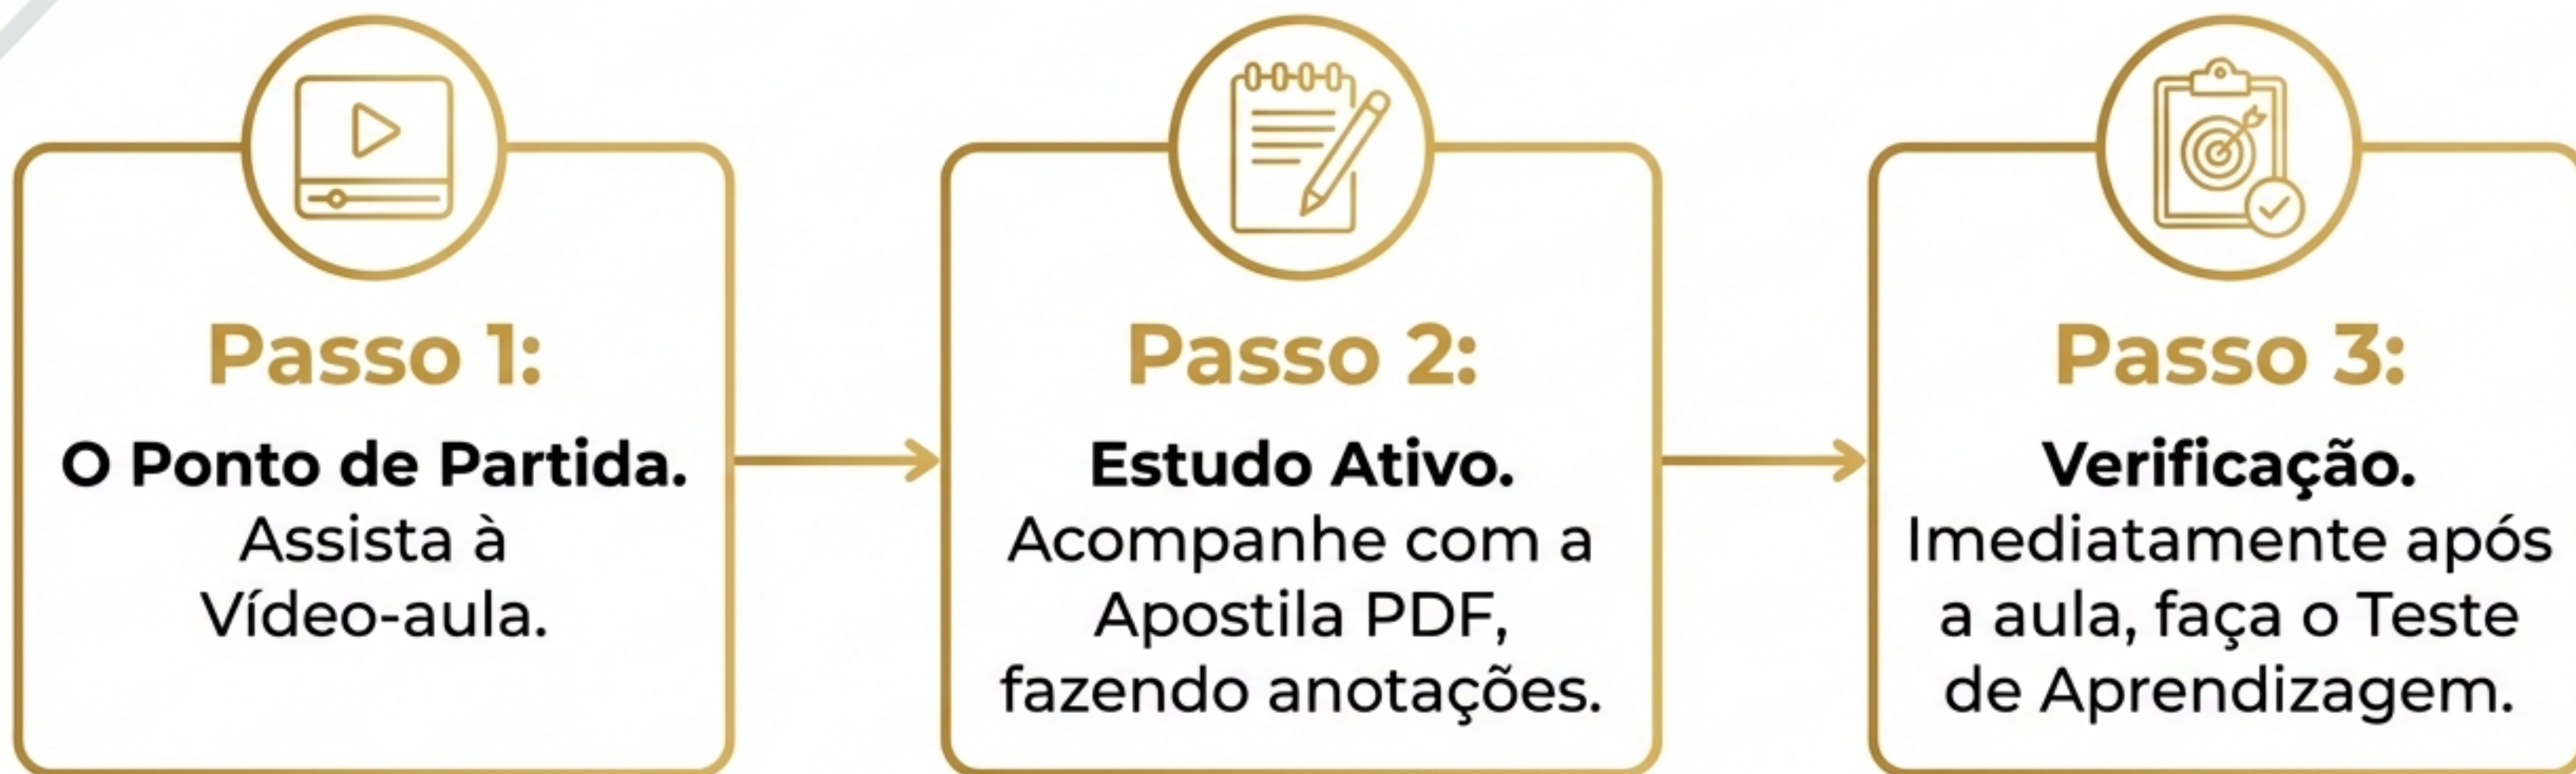 Passo 1:
O Ponto de Partida.
Assista à
Vídeo-aula.
Passo 2:
Estudo Ativo.
Acompanhe com a
Apostila PDF,
fazendo anotações.
Passo 3:
Verificação.
Imediatamente após
a aula, faça o Teste
de Aprendizagem.